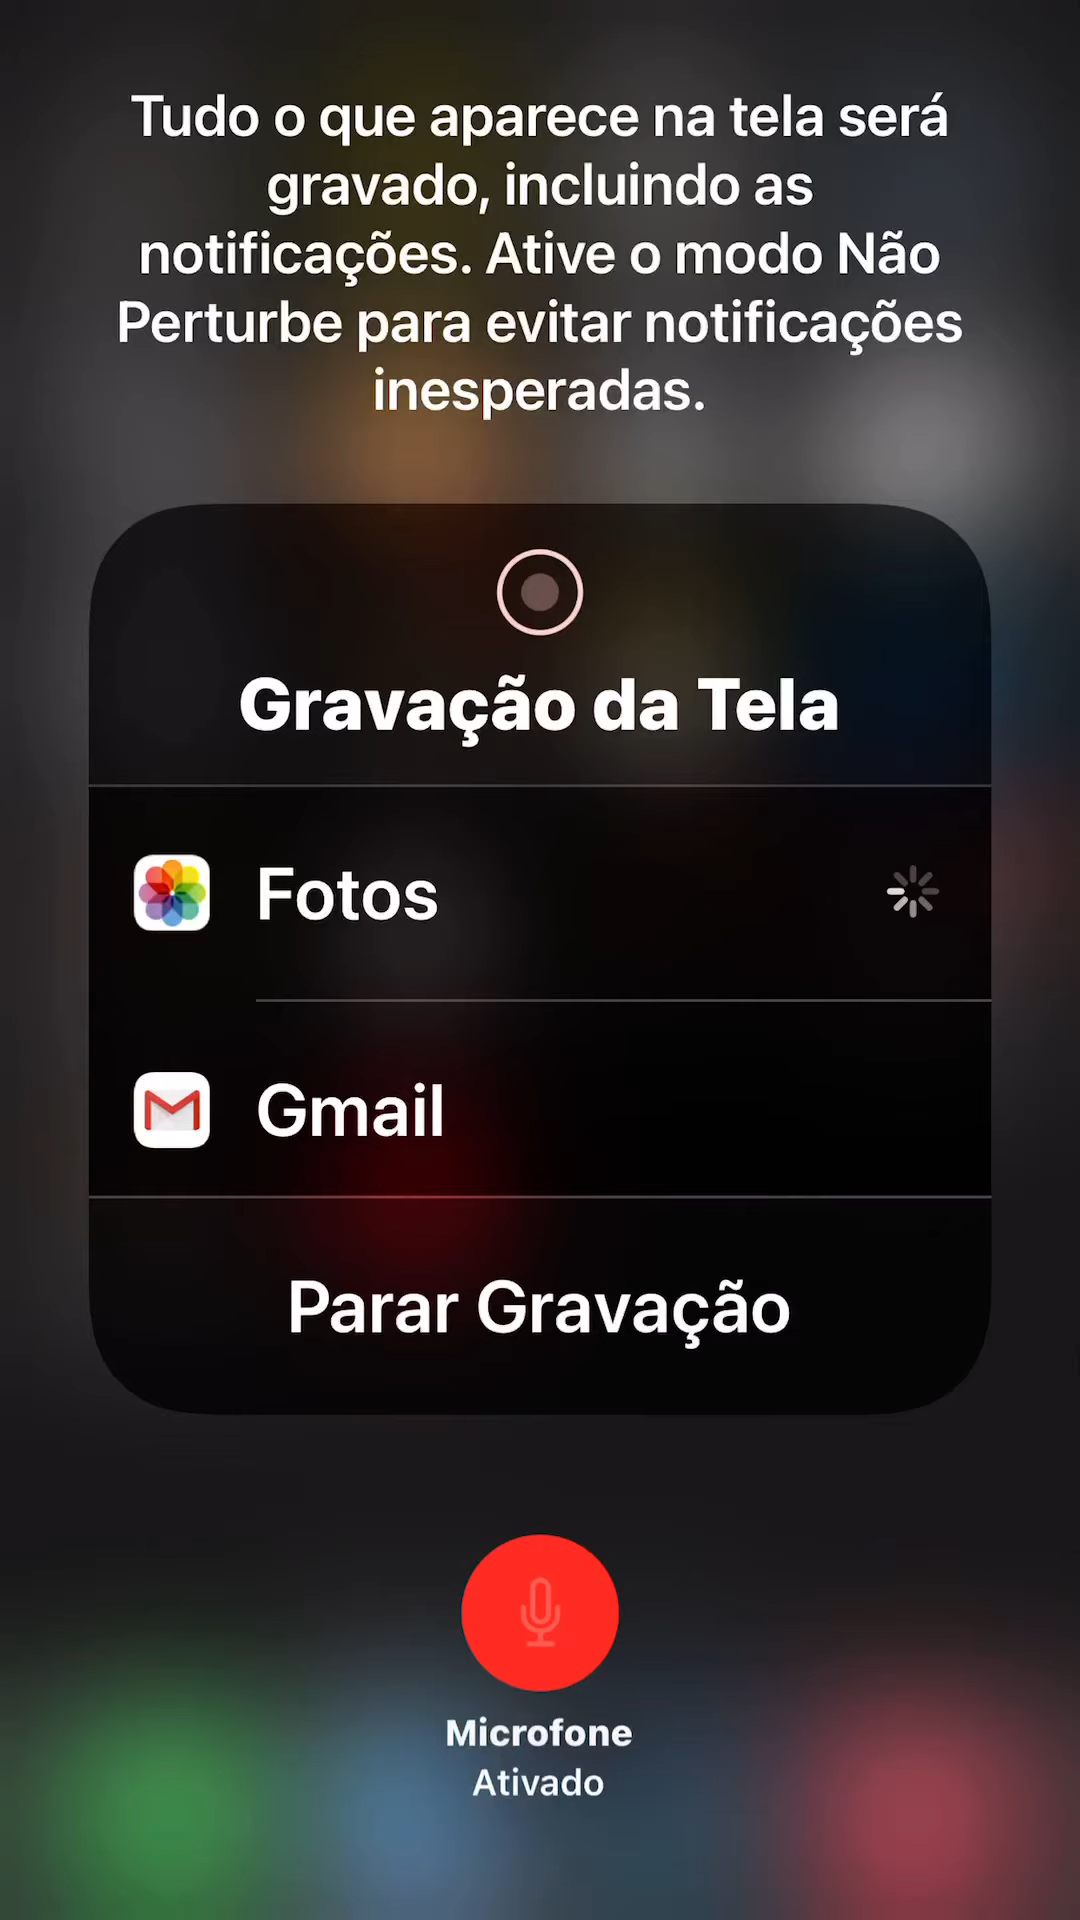 Tudo o que aparece na tela será
gravado, incluindo as
notificações. Ative o modo Não
Perturbe para evitar notificações
inesperadas.
Gravação da Tela
Fotos
Gmail
Parar Gravação
Microfone
Ativado